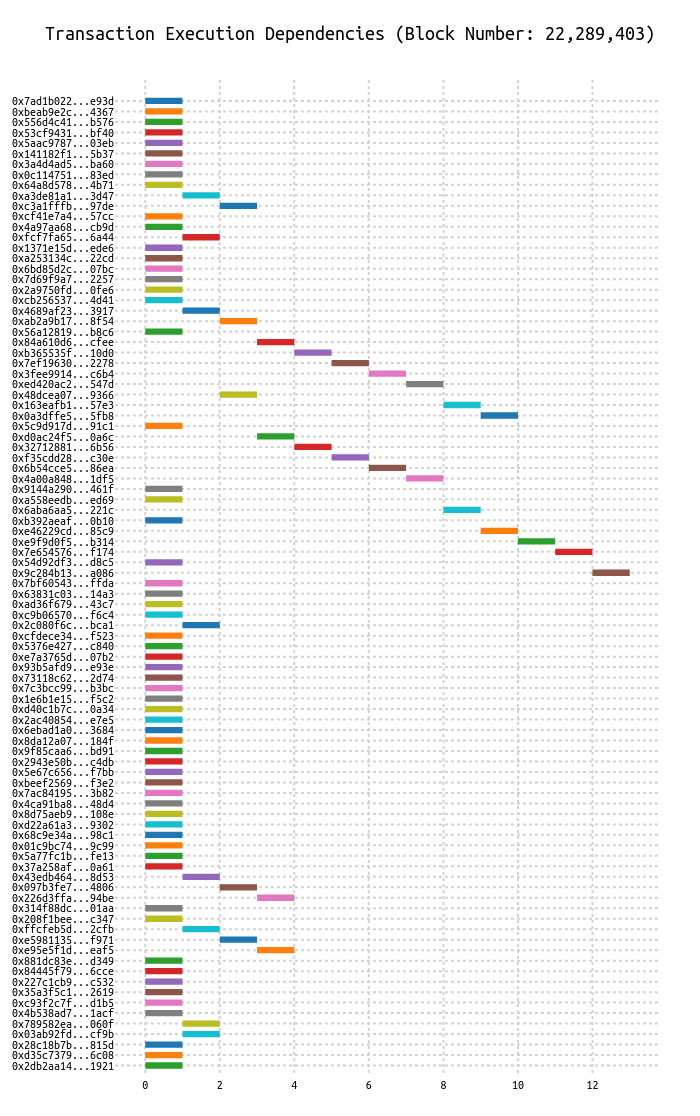 Transaction Execution Dependencies (Block Number: 22,289,403)
0x7ad1b022...e93d
0xbeab9e2c...4367
0x556d4c41...b576
0x53cf9431...bf40
0x5aac9787...03eb
0x141182f1...5b37
0x3a4d4ad5...ba60
0x0c114751...83ed
0x64a8d578...4b71
0xa3de81a1...3d47
0xc3a1fffb...97de
0xcf41e7a4...57cc
0x4a97aa68...cb9d
0xfcf7fa65...6a44
0x1371e15d...ede6
0xa253134c...22cd
0x6bd85d2c...07bc
0x7d69f9a7...2257
0x2a9750fd...0fe6
0xcb256537...4d41
0x4689af23...3917
0xab2a9b17...8f54
0x56a12819...b8c6
0x84a610d6...cfee
0xb365535f...10d0
0x7ef19630...2278
0x3fee9914...c6b4
0xed420ac2...547d
0x48dcea07...9366
0x163eafb1...57e3
0x0a3dffe5...5fb8
0x5c9d917d...91c1
0xd0ac24f5...0a6c
0x32712881...6b56
0xf35cdd28...c30e
0x6b54cce5...86ea
0x4a00a848...1df5
0x9144a290...461f
0xa558eedb...ed69
0x6aba6aa5...221c
0xb392aeaf...0b10
0xe46229cd...85c9
0xe9f9d0f5...b314
0x7e654576...f174
0x54d92df3...d8c5
0x9c284b13...a086
0x7bf60543...ffda
0x63831c03...14a3
0xad36f679...43c7
0xc9b06570...f6c4
0x2c080f6c...bca1
0xcfdece34...f523
0x5376e427...c840
0xe7a3765d...07b2
0x93b5afd9...e93e
0x73118c62...2d74
0x7c3bcc99...b3bc
0x1e6b1e15...f5c2
0xd40c1b7c...0a34
0x2ac40854...e7e5
0x6ebad1a0...3684
0x8da12a07...184f
0x9f85caa6...bd91
0x2943e50b...c4db
0x5e67c656...f7bb
0xbeef2569...f3e2
0x7ac84195...3b82
0x4ca91ba8...48d4
0x8d75aeb9...108e
0xd22a61a3...9302
0x68c9e34a...98c1
0x01c9bc74...9c99
0x5a77fc1b...fe13
0x37a258af...0a61
0x43edb464...8d53
0x097b3fe7...4806
0x226d3ffa...94be
0x314f88dc...01aa
0x208f1bee...c347
0xffcfeb5d...2cfb
0xe5981135...f971
0xe95e5f1d...eaf5
0x881dc83e...d349
0x84445f79...6cce
0x227c1cb9...c532
0x35a3f5c1...2619
0xc93f2c7f...d1b5
0x4b538ad7...1acf
0x789582ea...060f
0x03ab92fd...cf9b
0x28c18b7b...815d
0xd35c7379...6c08
0x2db2aa14...1921
0 2 4 6 8 10 12